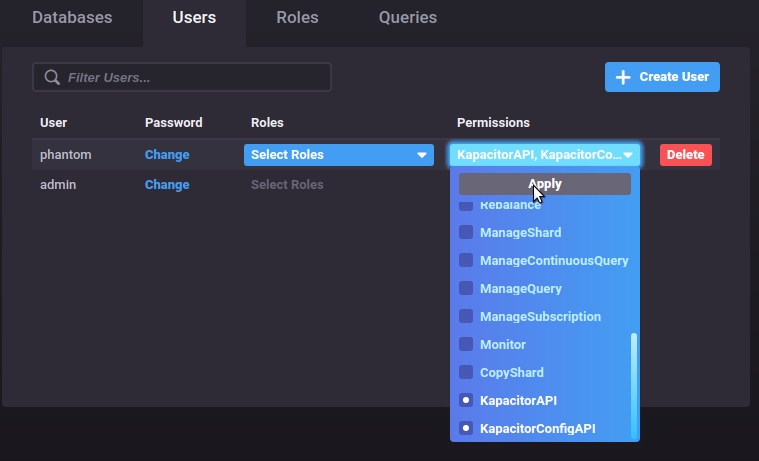 Databases Users Roles Queries
Filter Users... Create User
User Password Roles Permissions
phantom Change Select Roles KapacitorAPI, KapacitorCo... Delete
admin Change Select Roles
Apply
Rebalance
ManageShard
ManageContinuousQuery
ManageQuery
ManageSubscription
Monitor
CopyShard
KapacitorAPI
KapacitorConfigAPI